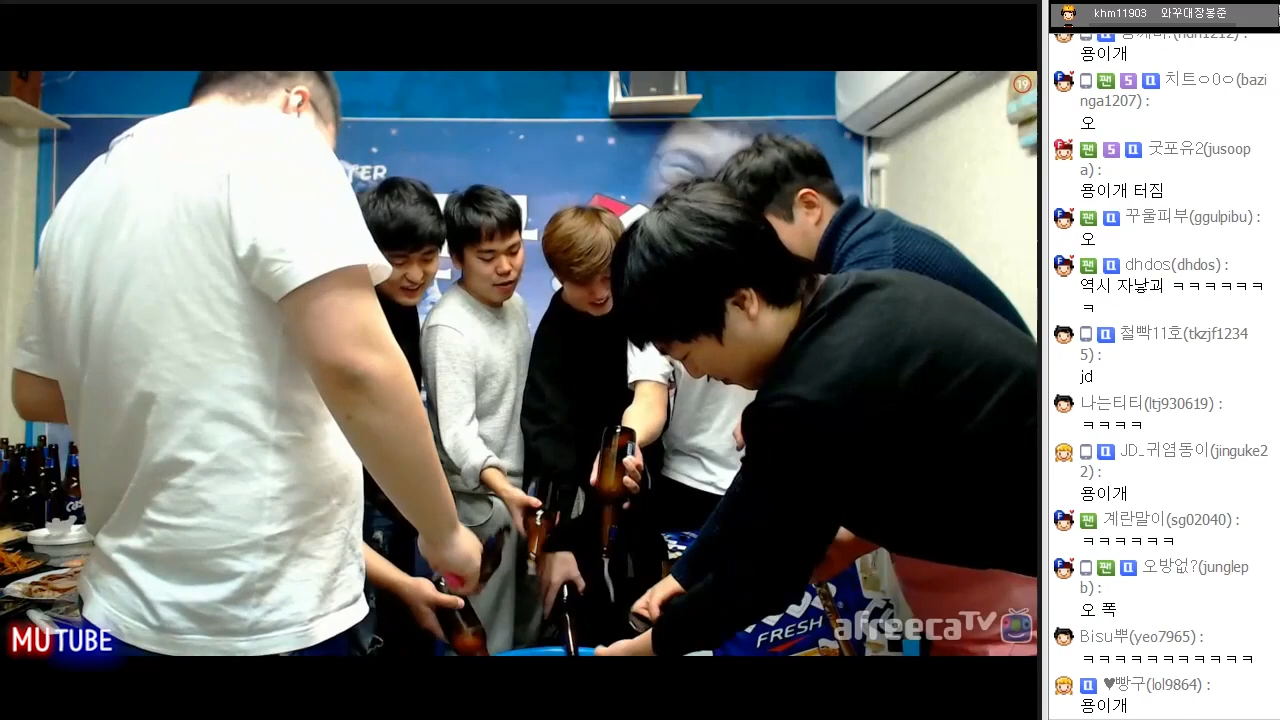 khm11903 와꾸대장봉준
용이개
치트ㅇ0ㅇ(bazi
nga1207) :
오
굿포유2(jusoop
a) :
용이개 터짐
꾸울피부(ggulpibu) :
오
dhdos(dhdos) :
역시 자낳괴 ㅋㅋㅋㅋㅋㅋ
ㅋ
철빡11호(tkzjf1234
5) :
jd
나는티티(ltj930619) :
ㅋㅋㅋㅋ
JD_귀염동이(jinguke2
2) :
용이개
계란말이(sg02040) :
ㅋㅋㅋㅋㅋㅋ
오방없?(junglep
b) :
오 폭
Bisu뿌(yeo7965) :
ㅋㅋㅋㅋㅋㅋㅋㅋㅋㅋㅋ
♥빵구(lol9864) :
용이개
19
FRESH
afreecaTV
MUTUBE